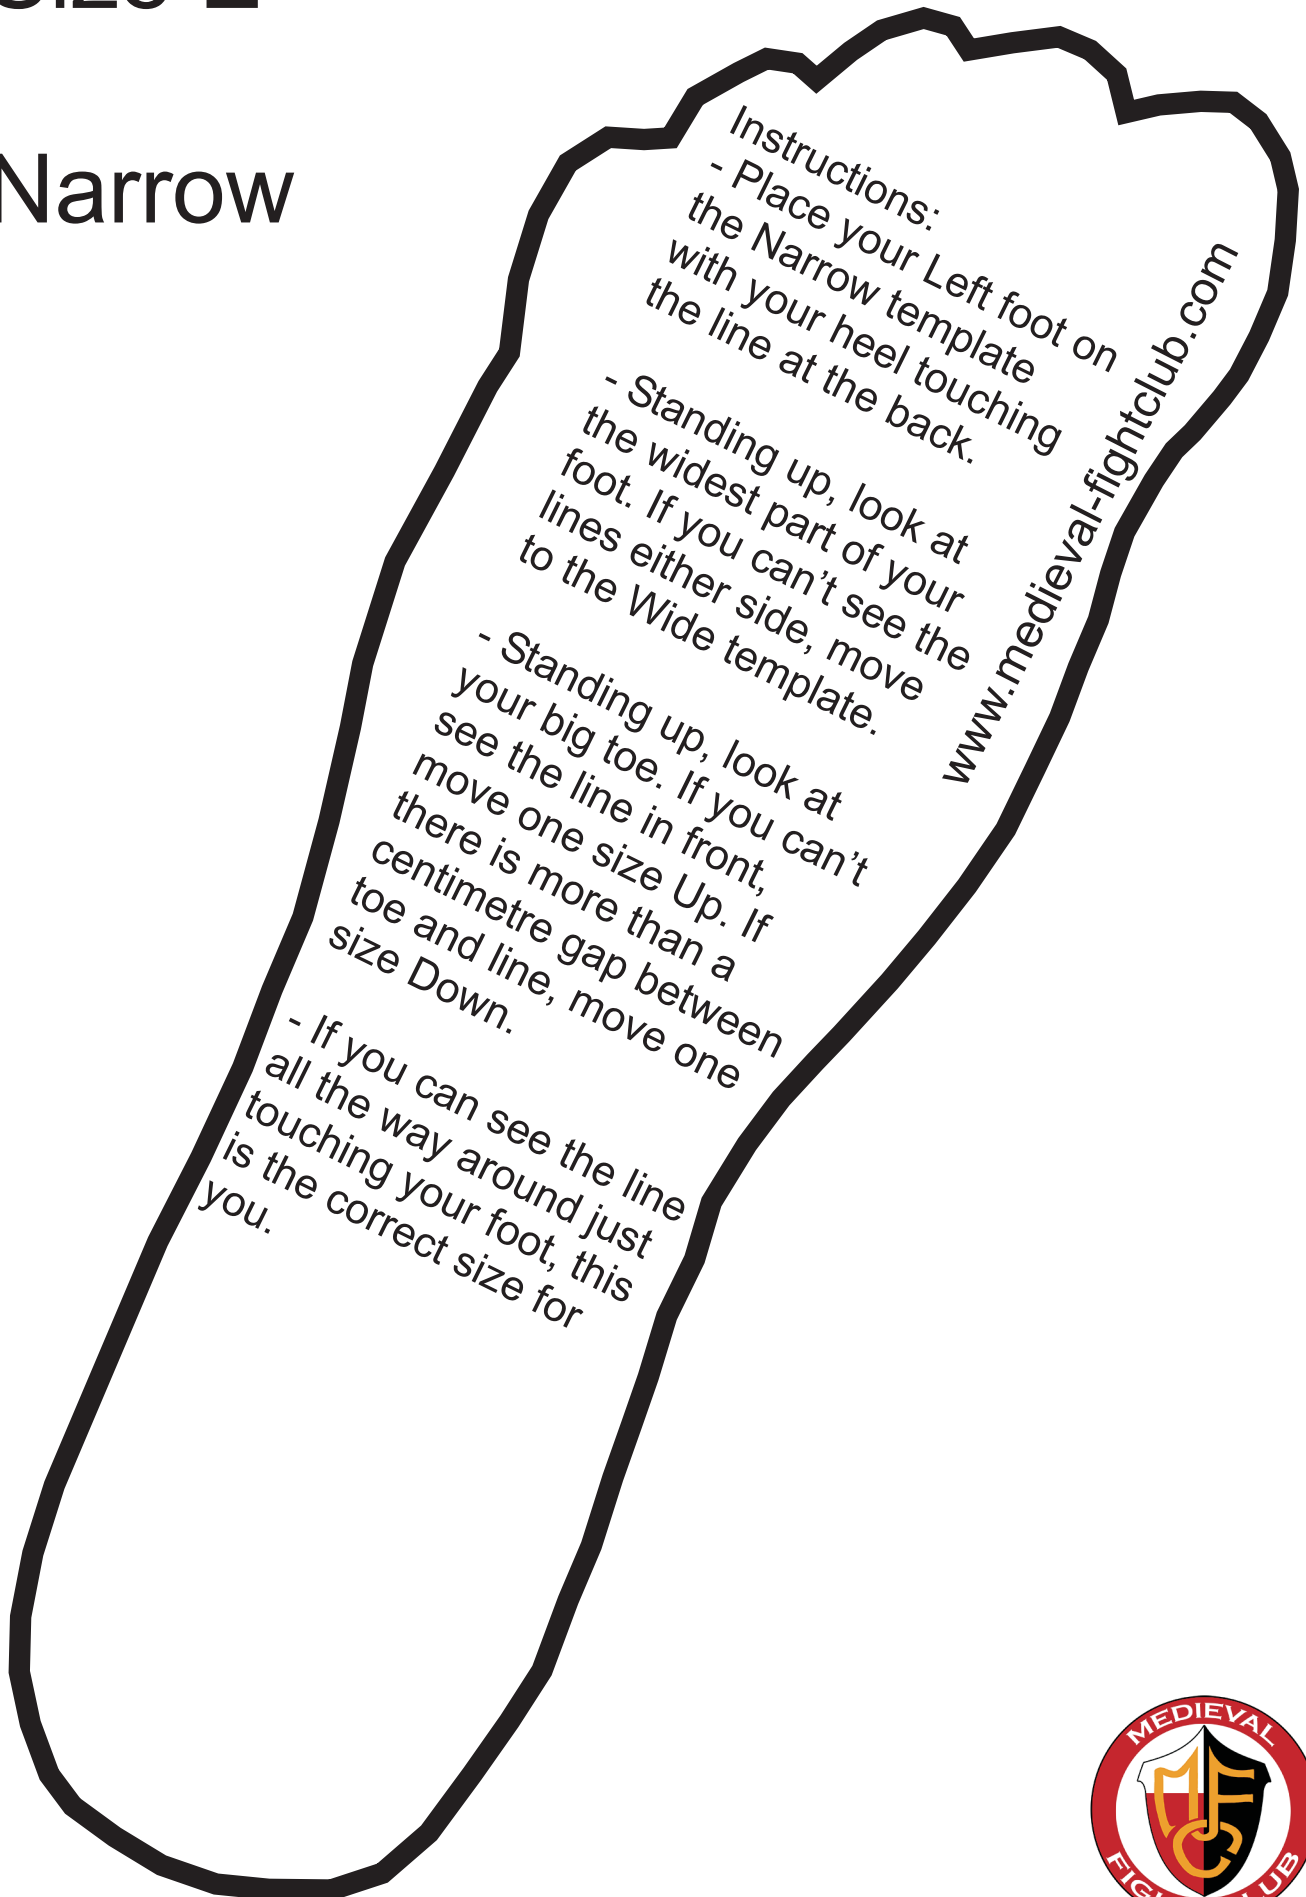 Narrow
Instructions:
- Place your Left foot on
the Narrow template
with your heel touching
the line at the back.
- Standing up, look at
the widest part of your
foot. If you can't see the
lines either side, move
to the Wide template.
- Standing up, look at
your big toe. If you can't
see the line in front,
move one size Up. If
there is more than a
centimetre gap between
toe and line, move one
size Down.
- If you can see the line
all the way around just
touching your foot, this
is the correct size for
you.
www.medieval-fightclub.com
MEDIEVAL